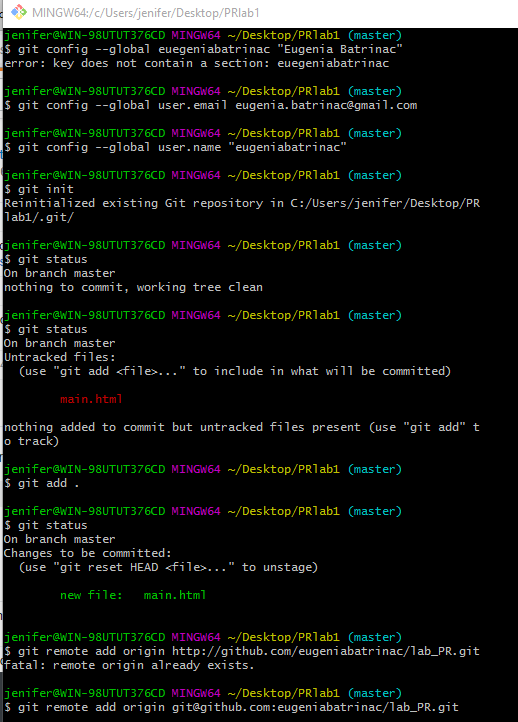 MINGW64:/c/Users/jenifer/Desktop/PRlab1
jenifer@WIN-98UTUT376CD MINGW64 ~/Desktop/PRlab1 (master)
$ git config --global euegeniabatrinac "Eugenia Batrinac"
error: key does not contain a section: euegeniabatrinac
jenifer@WIN-98UTUT376CD MINGW64 ~/Desktop/PRlab1 (master)
$ git config --global user.email eugenia.batrinac@gmail.com
jenifer@WIN-98UTUT376CD MINGW64 ~/Desktop/PRlab1 (master)
$ git config --global user.name "eugeniabatrinac"
jenifer@WIN-98UTUT376CD MINGW64 ~/Desktop/PRlab1 (master)
$ git init
Reinitialized existing Git repository in C:/Users/jenifer/Desktop/PR
lab1/.git/
jenifer@WIN-98UTUT376CD MINGW64 ~/Desktop/PRlab1 (master)
$ git status
On branch master
nothing to commit, working tree clean
jenifer@WIN-98UTUT376CD MINGW64 ~/Desktop/PRlab1 (master)
$ git status
On branch master
Untracked files:
(use "git add <file>..." to include in what will be committed)
main.html
nothing added to commit but untracked files present (use "git add" t
o track)
jenifer@WIN-98UTUT376CD MINGW64 ~/Desktop/PRlab1 (master)
$ git add .
jenifer@WIN-98UTUT376CD MINGW64 ~/Desktop/PRlab1 (master)
$ git status
On branch master
Changes to be committed:
(use "git reset HEAD <file>..." to unstage)
new file: main.html
jenifer@WIN-98UTUT376CD MINGW64 ~/Desktop/PRlab1 (master)
$ git remote add origin http://github.com/eugeniabatrinac/lab_PR.git
fatal: remote origin already exists.
jenifer@WIN-98UTUT376CD MINGW64 ~/Desktop/PRlab1 (master)
$ git remote add origin git@github.com:eugeniabatrinac/lab_PR.git